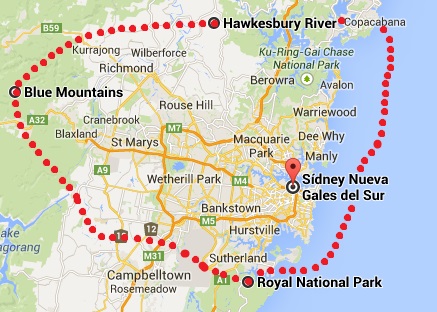 B59
Hawkesbury River
Copacabana
Kurrajong
Wilberforce
Ku-Ring-Gai Chase
National Park
Richmond
Berowra
Avalon
Blue Mountains
Rouse Hill
A32
Cranebrook
Warriewood
Blaxland
St Marys
M7
Macquarie
Park
Dee Why
Manly
A9
Wetherill Park
M4
Sídney Nueva
Gales del Sur
Bankstown
M5
12
Hurstville
lake
agorang
M31
Sutherland
Campbelltown
Rosemeadow
A1
Royal National Park